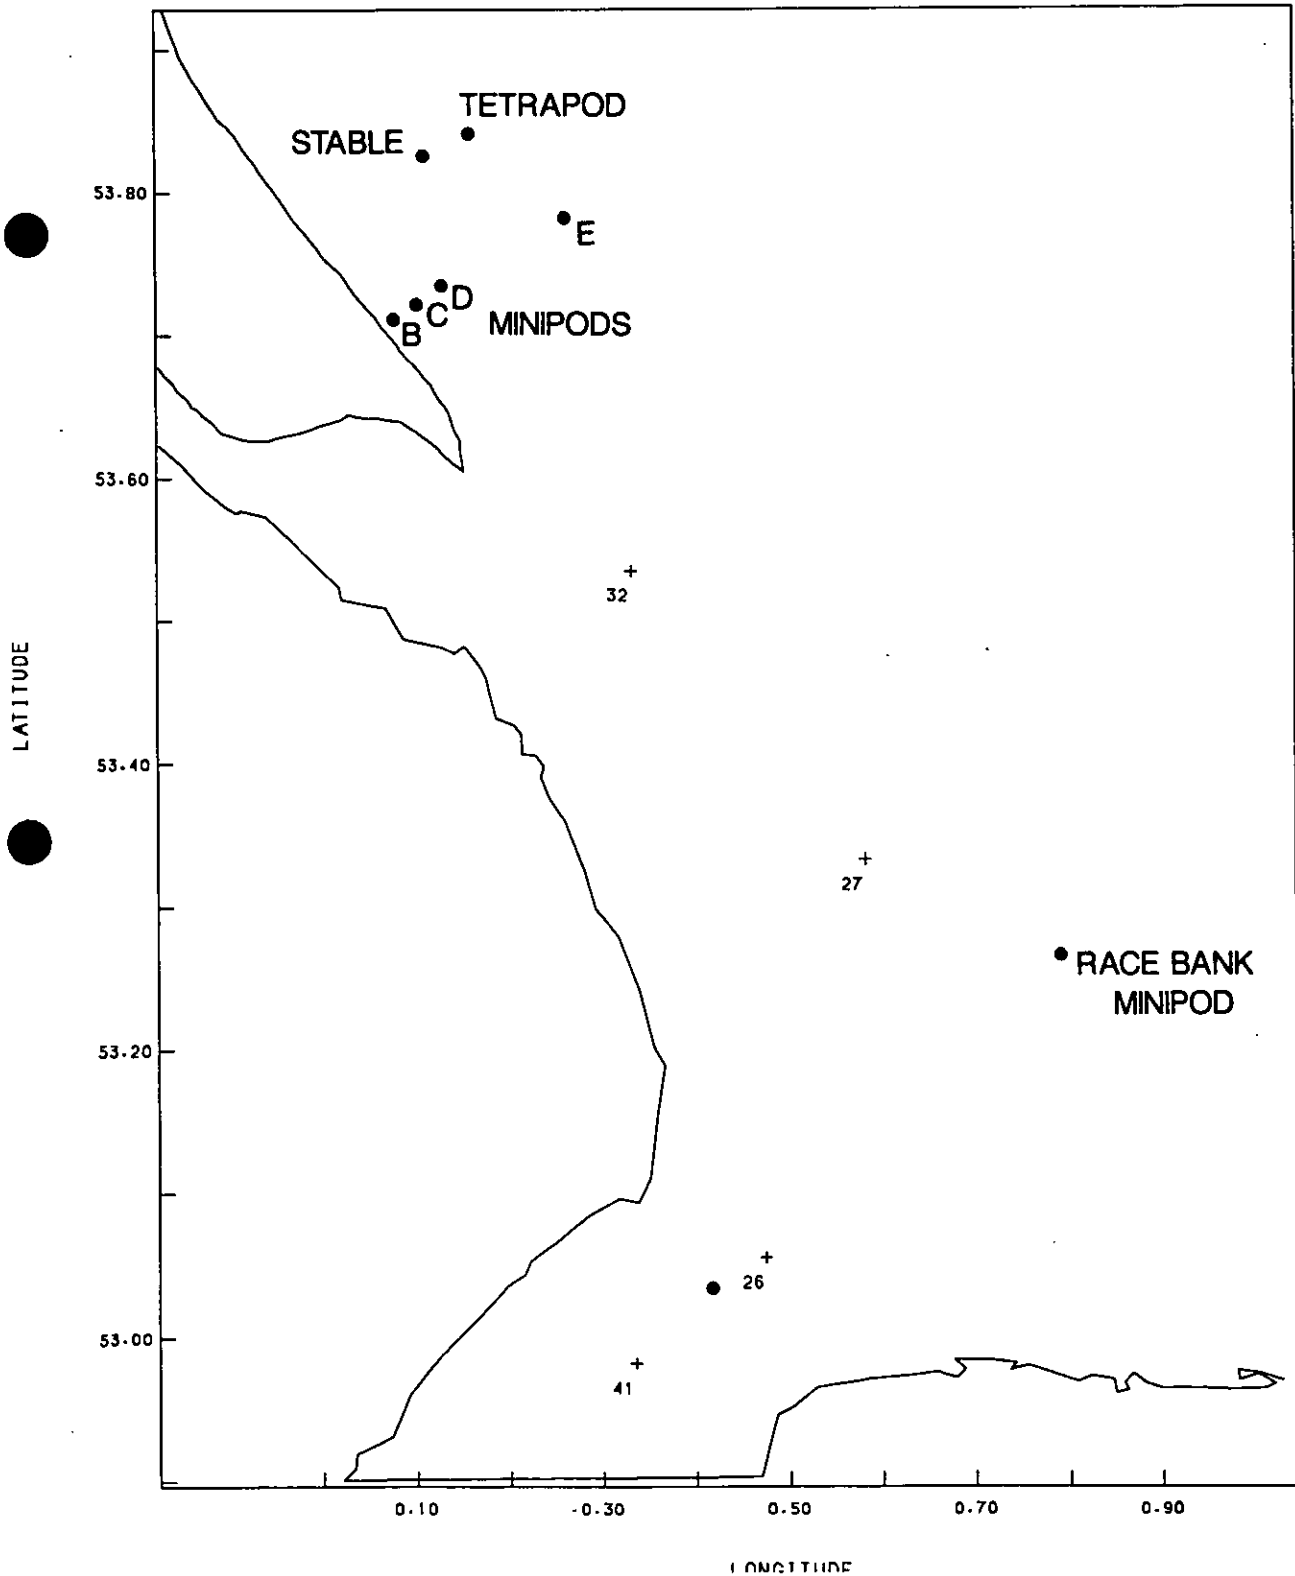 TETRAPOD
STABLE
53.80
E
D
C
B
MINIPODS
53.60
32
LATITUDE
53.40
27
RACE BANK
MINIPOD
53.20
26
53.00
41
0.10
-0.30
0.50
0.70
0.90
LONGITUDE